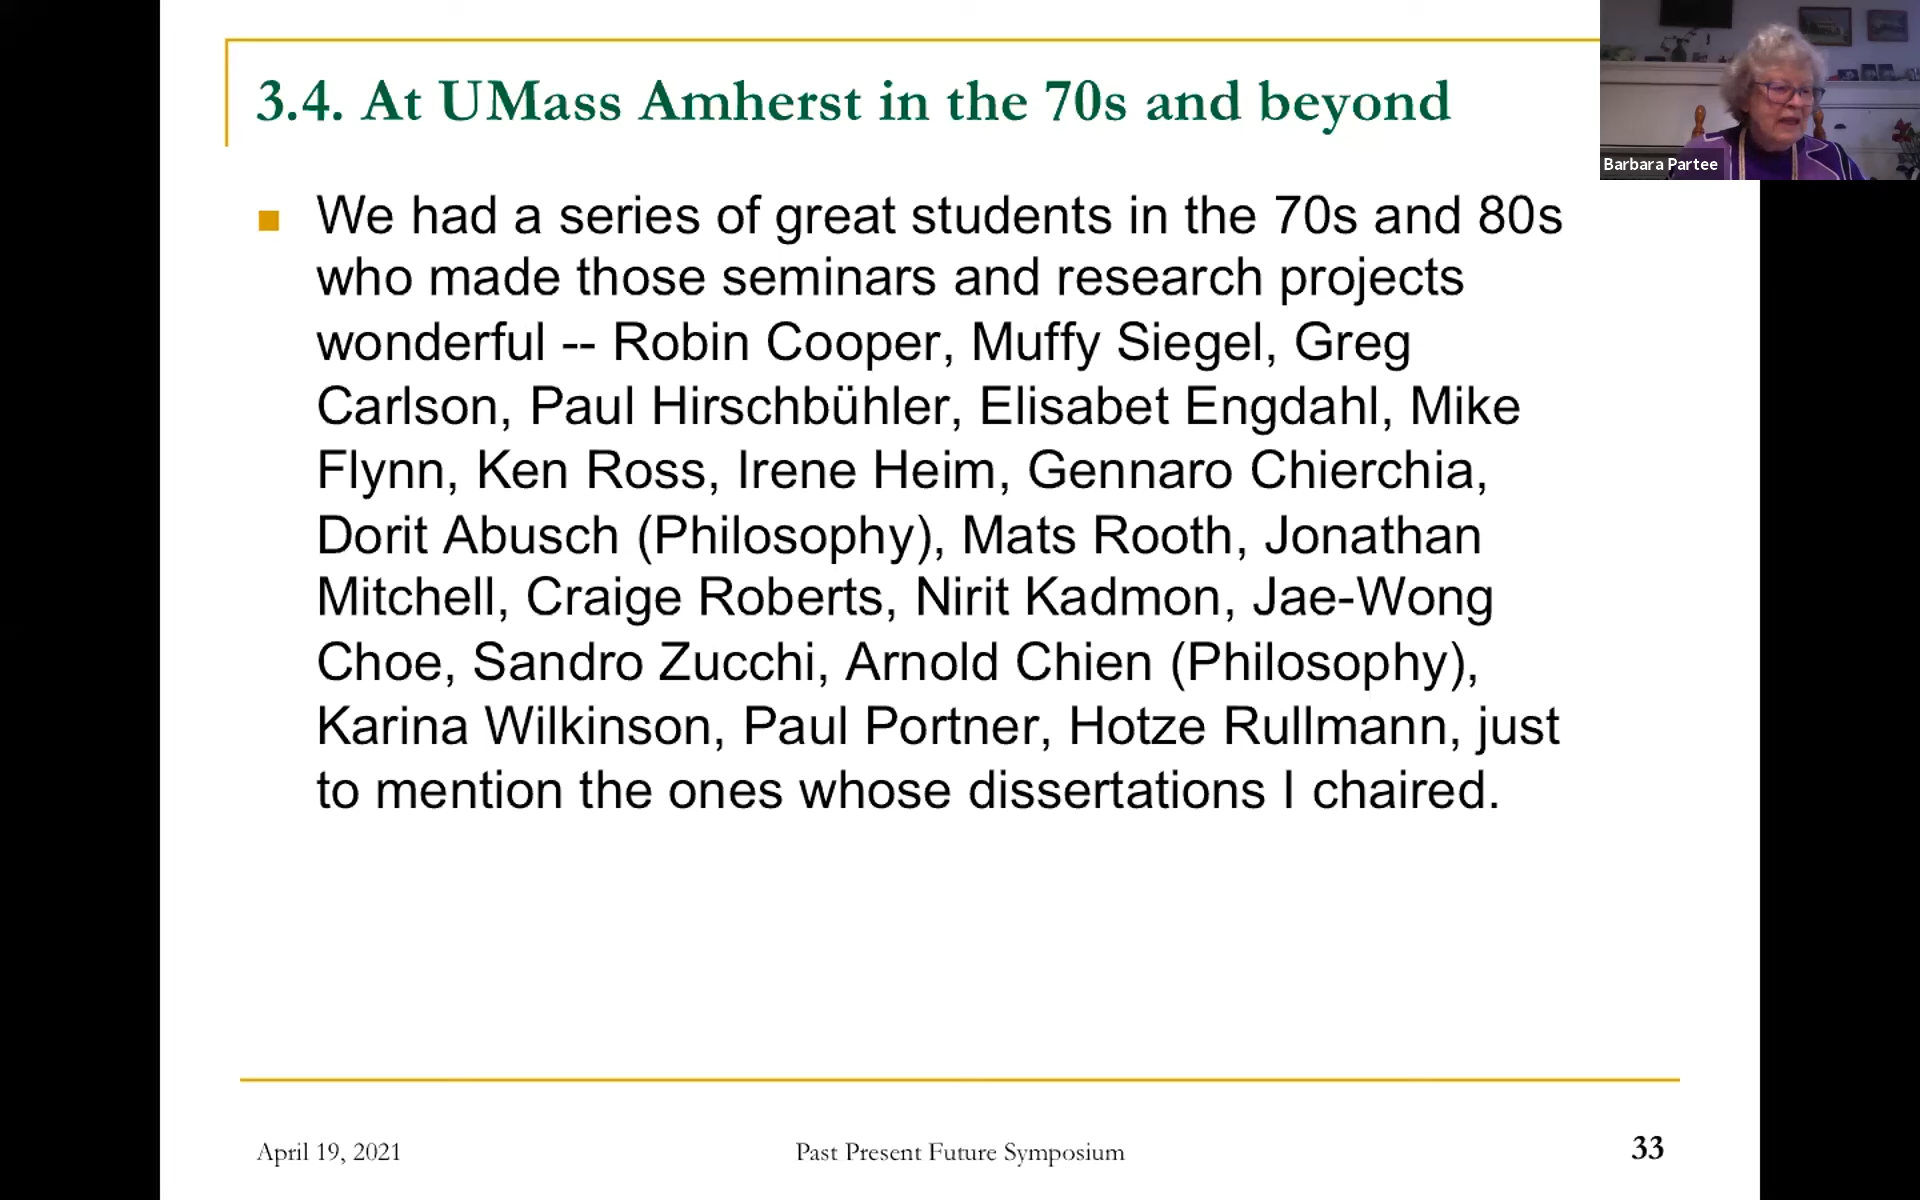 3.4. At UMass Amherst in the 70s and beyond
Barbara Partee
We had a series of great students in the 70s and 80s
who made those seminars and research projects
wonderful -- Robin Cooper, Muffy Siegel, Greg
Carlson, Paul Hirschbühler, Elisabet Engdahl, Mike
Flynn, Ken Ross, Irene Heim, Gennaro Chierchia,
Dorit Abusch (Philosophy), Mats Rooth, Jonathan
Mitchell, Craige Roberts, Nirit Kadmon, Jae-Wong
Choe, Sandro Zucchi, Arnold Chien (Philosophy),
Karina Wilkinson, Paul Portner, Hotze Rullmann, just
to mention the ones whose dissertations I chaired.
April 19, 2021
Past Present Future Symposium
33